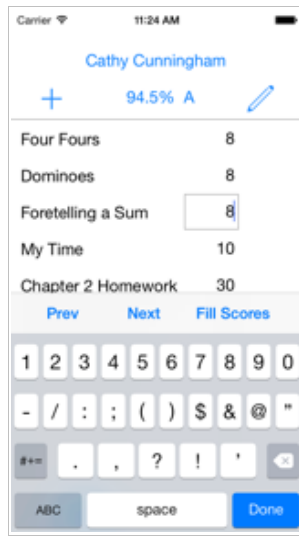 Carrier 11:24 AM
Cathy Cunningham
+ 94.5% A
Four Fours 8
Dominoes 8
Foretelling a Sum 8
My Time 10
Chapter 2 Homework 30
Prev Next Fill Scores
1 2 3 4 5 6 7 8 9 0
- / : ; ( ) $ & @ "
#+= . , ? ! '
ABC space Done